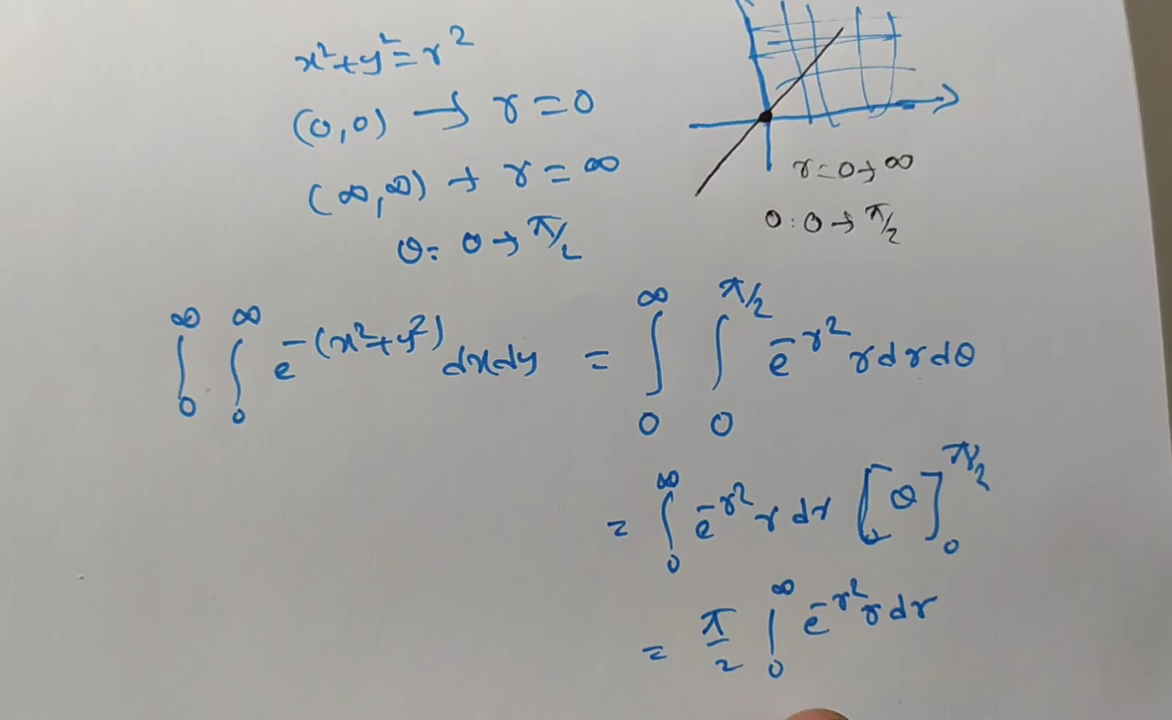 x²+y²=r²
(0,0) → r=0
(∞,∞) → r=∞
θ= 0→π/2
r=0→∞
θ:0→π/2
∫₀^∞ ∫₀^∞ e^-(x²+y²) dxdy = ∫₀^∞ ∫₀^π/2 e^-r² r dr dθ
= ∫₀^∞ e^-r² r dr [θ]₀^π/2
= π/2 ∫₀^∞ e^-r² r dr